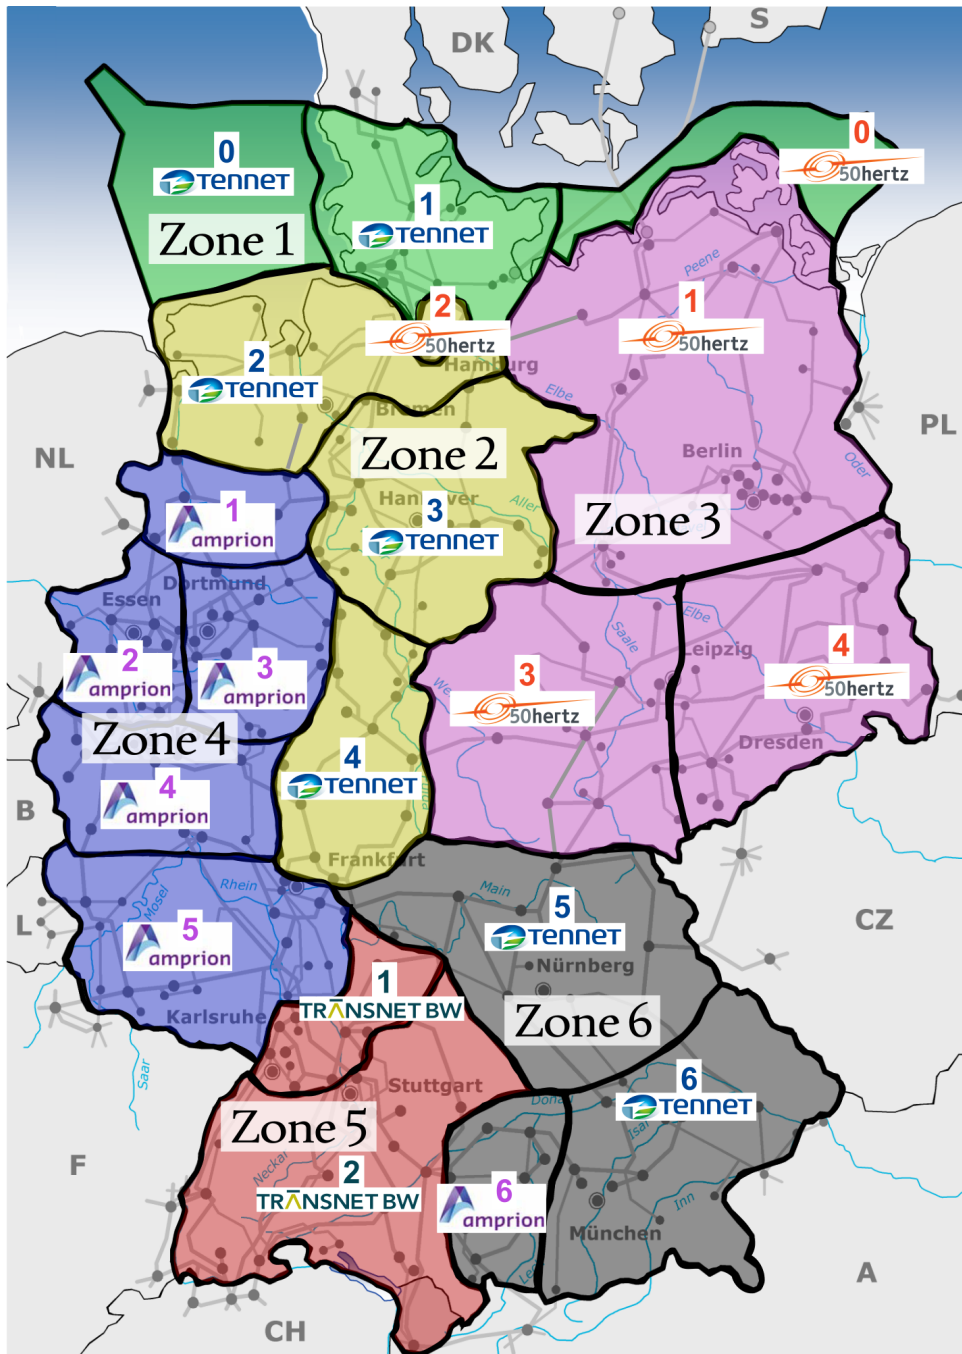 DK
S
0
TENNET
Zone 1
1
TENNET
0
50hertz
Peene
2
50hertz
Hamburg
1
50hertz
2
TENNET
Bremen
Elbe
NL
PL
Zone 2
Berlin
Oder
Hannover
Aller
3
TENNET
Zone 3
1
amprion
Dortmund
Essen
2
amprion
3
amprion
Elbe
Saale
Leipzig
3
50hertz
4
50hertz
Zone 4
Dresden
4
TENNET
Fulda
B
4
amprion
Frankfurt
Main
Rhein
Mosel
5
TENNET
L
CZ
5
amprion
Nürnberg
1
TRANSNET BW
Karlsruhe
Zone 6
Saar
Stuttgart
6
TENNET
Donau
Isar
Zone 5
F
Neckar
2
TRANSNET BW
6
amprion
Inn
München
A
CH